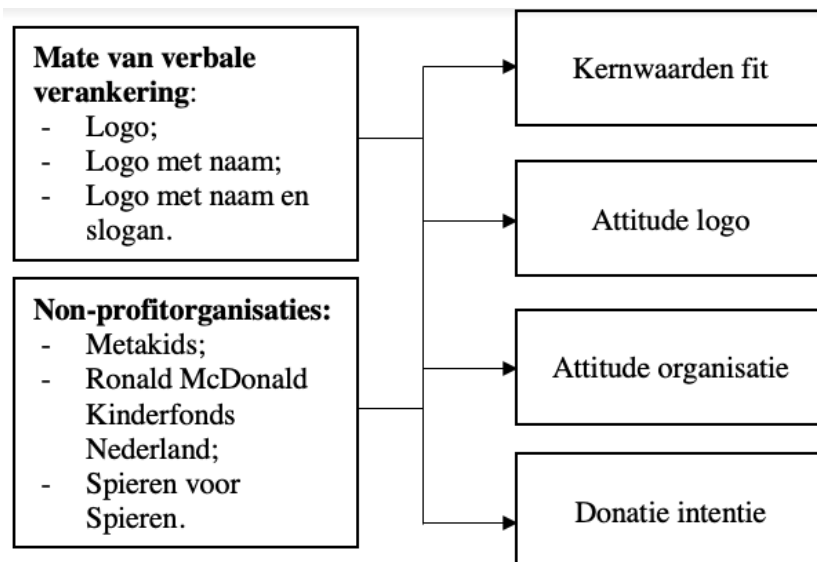 Mate van verbale
verankering:
- Logo;
- Logo met naam;
- Logo met naam en
slogan.
Non-profitorganisaties:
- Metakids;
- Ronald McDonald
Kinderfonds
Nederland;
- Spieren voor
Spieren.
Kernwaarden fit
Attitude logo
Attitude organisatie
Donatie intentie